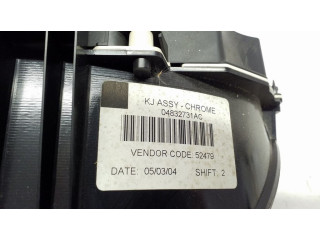 KJ ASSY - CHROME
04832731AC
VENDOR CODE: 52479
DATE: 05/03/04 SHIFT: 2